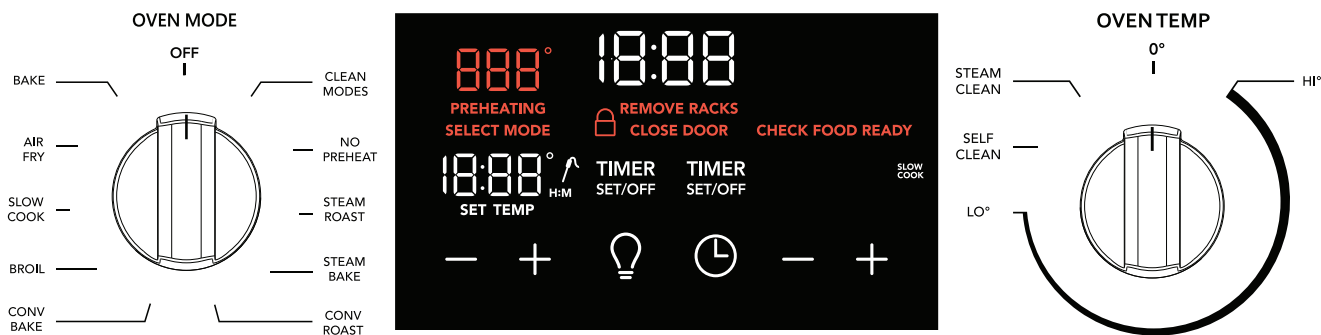 OVEN MODE
OFF
BAKE
AIR
FRY
SLOW
COOK
BROIL
CONV
BAKE
CLEAN
MODES
NO
PREHEAT
STEAM
ROAST
STEAM
BAKE
CONV
ROAST
888°
18:88
PREHEATING
SELECT MODE
REMOVE RACKS
CLOSE DOOR
CHECK FOOD READY
18:88°
H:M
SET TEMP
TIMER
SET/OFF
TIMER
SET/OFF
SLOW
COOK
− +
− +
OVEN TEMP
0°
STEAM
CLEAN
SELF
CLEAN
LO°
HI°